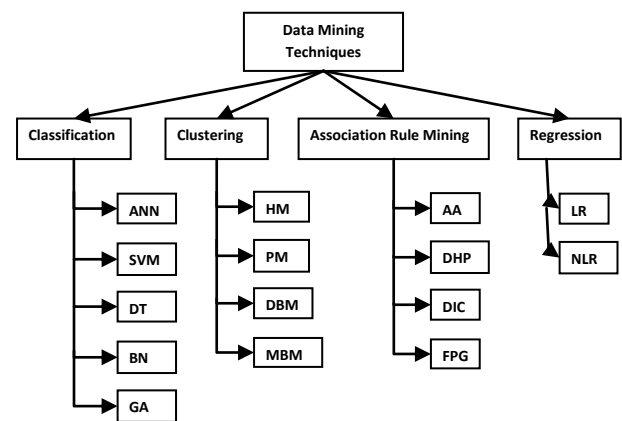 Data Mining
Techniques
Classification
Clustering
Association Rule Mining
Regression
ANN
SVM
DT
BN
GA
HM
PM
DBM
MBM
AA
DHP
DIC
FPG
LR
NLR